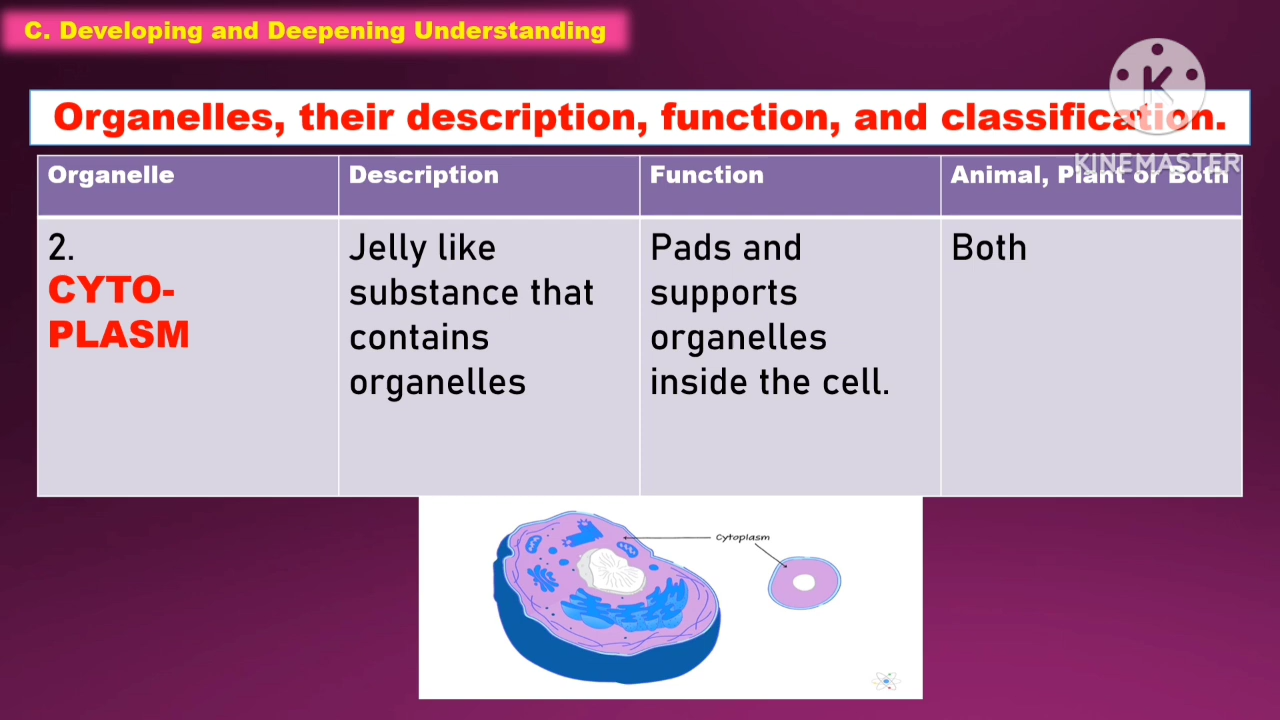 C. Developing and Deepening Understanding
Organelles, their description, function, and classification.
KINEMASTER
Organelle
Description
Function
Animal, Plant or Both
2.
CYTO-
PLASM
Jelly like
substance that
contains
organelles
Pads and
supports
organelles
inside the cell.
Both
Cytoplasm